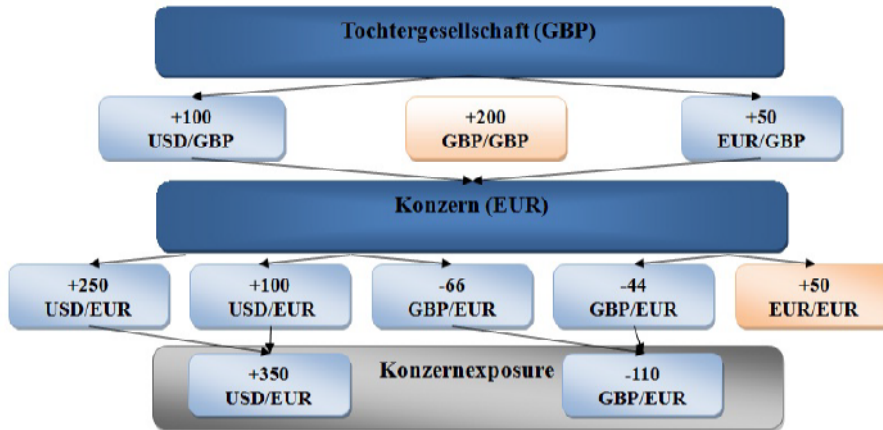 Tochtergesellschaft (GBP)
+100
USD/GBP
+200
GBP/GBP
+50
EUR/GBP
Konzern (EUR)
+250
USD/EUR
+100
USD/EUR
-66
GBP/EUR
-44
GBP/EUR
+50
EUR/EUR
+350
USD/EUR
Konzernexposure
-110
GBP/EUR